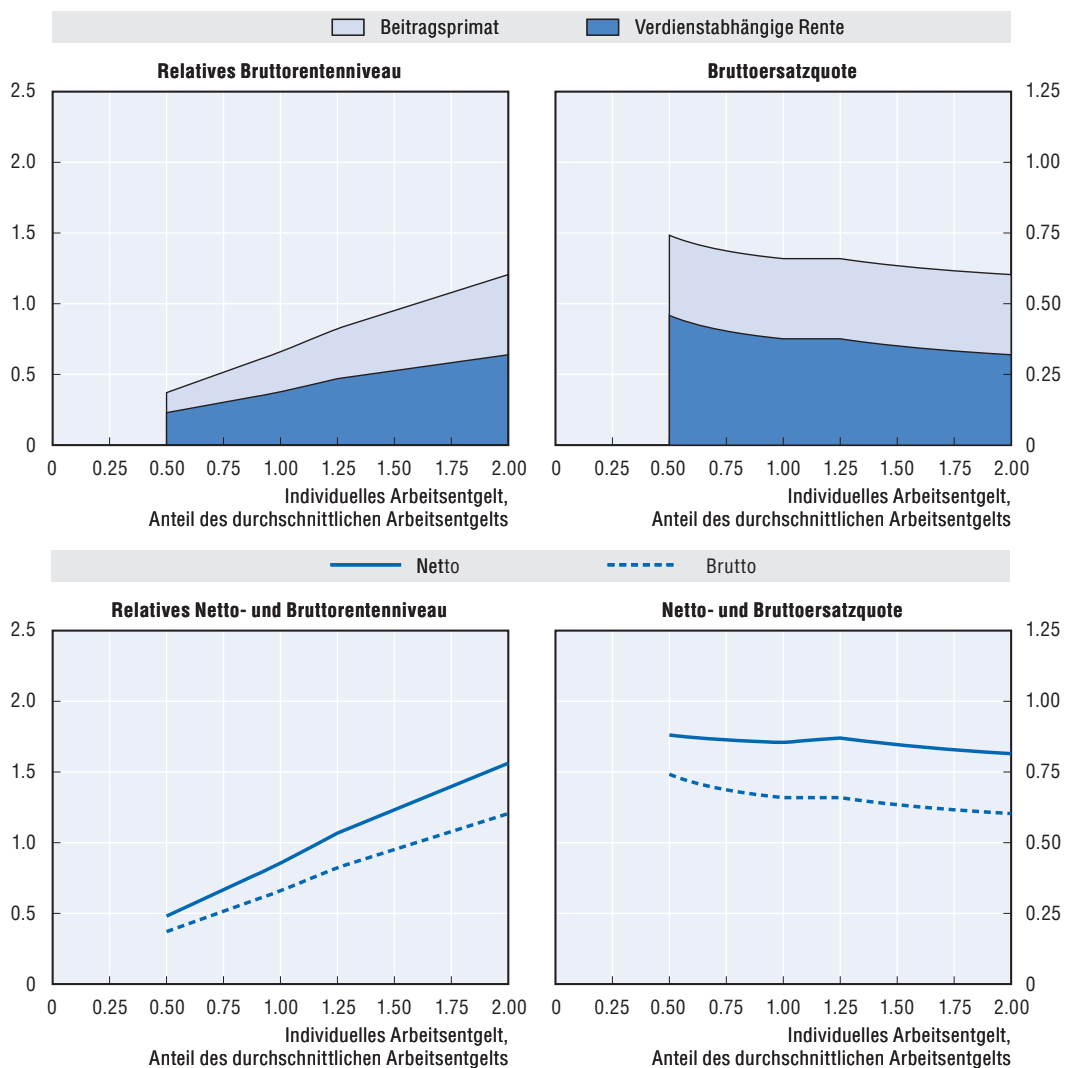 Beitragsprimat Verdienstabhängige Rente
Relatives Bruttorentenniveau
2.5
2.0
1.5
1.0
0.5
0
0 0.25 0.50 0.75 1.00 1.25 1.50 1.75 2.00
Individuelles Arbeitsentgelt,
Anteil des durchschnittlichen Arbeitsentgelts
Bruttoersatzquote
1.25
1.00
0.75
0.50
0.25
0
0 0.25 0.50 0.75 1.00 1.25 1.50 1.75 2.00
Individuelles Arbeitsentgelt,
Anteil des durchschnittlichen Arbeitsentgelts
Netto Brutto
Relatives Netto- und Bruttorentenniveau
2.5
2.0
1.5
1.0
0.5
0
0 0.25 0.50 0.75 1.00 1.25 1.50 1.75 2.00
Individuelles Arbeitsentgelt,
Anteil des durchschnittlichen Arbeitsentgelts
Netto- und Bruttoersatzquote
1.25
1.00
0.75
0.50
0.25
0
0 0.25 0.50 0.75 1.00 1.25 1.50 1.75 2.00
Individuelles Arbeitsentgelt,
Anteil des durchschnittlichen Arbeitsentgelts